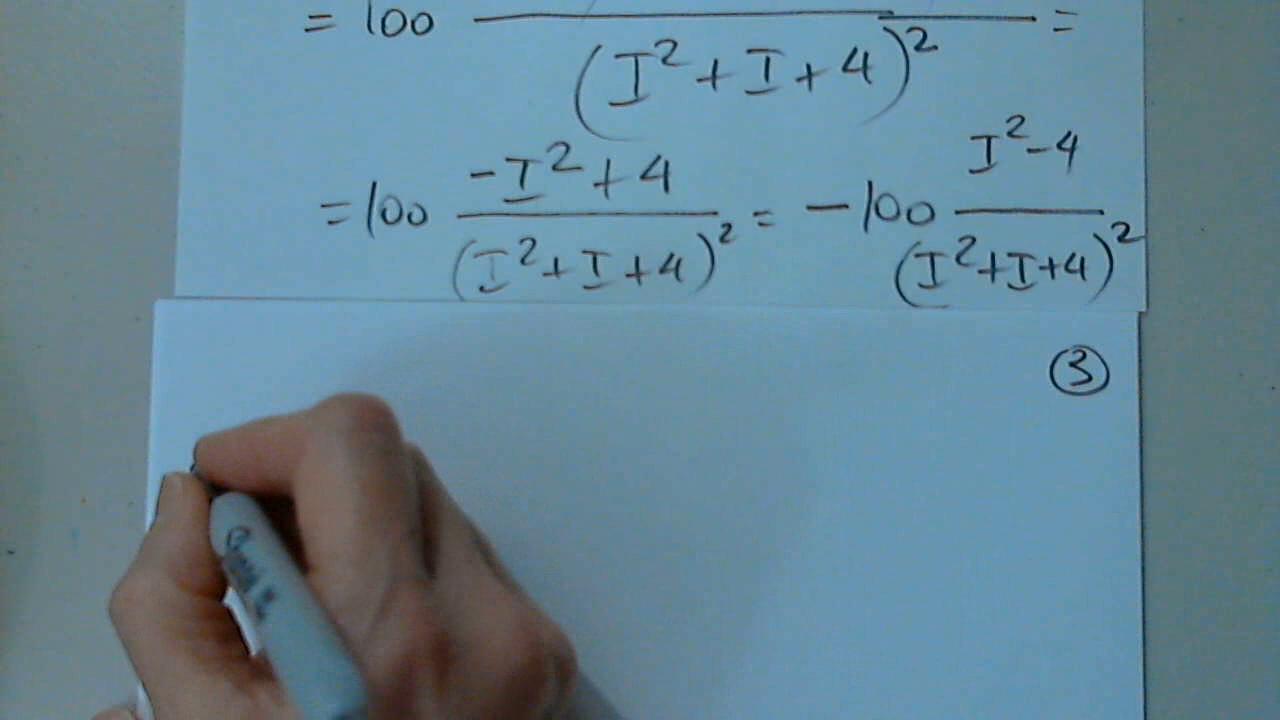 = 100 ──────── =
(I²+I+4)²
= 100 (-I²+4)/(I²+I+4)² = -100 (I²-4)/(I²+I+4)²
3